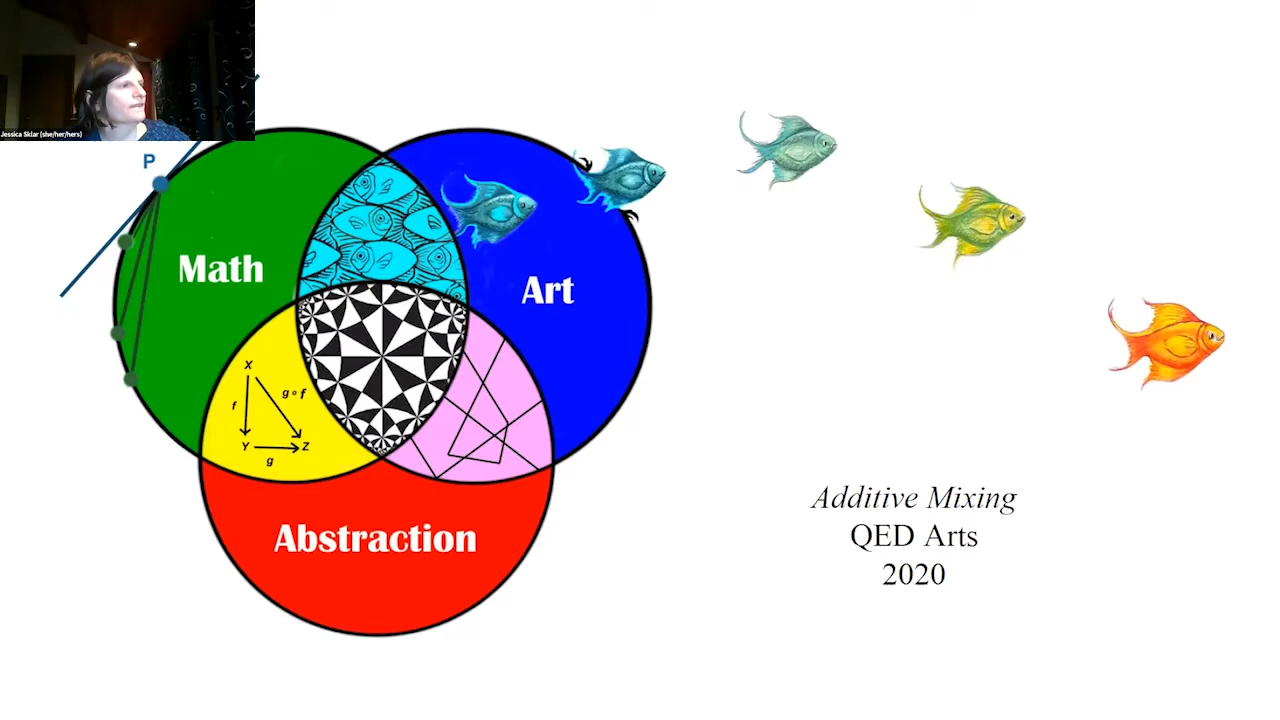 Jessica Sklar (she/her/hers)
P
Math
Art
X
f
g∘f
Y
Z
g
Abstraction
Additive Mixing
QED Arts
2020